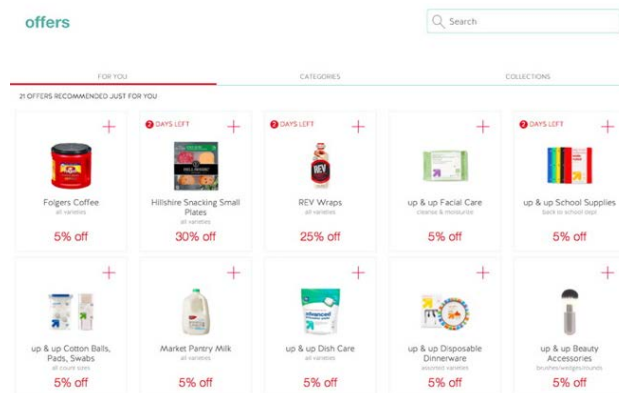 offers
Search
FOR YOU
CATEGORIES
COLLECTIONS
21 OFFERS RECOMMENDED JUST FOR YOU
2 DAYS LEFT
2 DAYS LEFT
2 DAYS LEFT
REV
Folgers Coffee
all varieties
5% off
Hillshire Snacking Small
Plates
all varieties
30% off
REV Wraps
all varieties
25% off
up & up Facial Care
cleanse & moisturize
5% off
up & up School Supplies
back to school dept
5% off
advanced
up & up Cotton Balls,
Pads, Swabs
all count sizes
5% off
Market Pantry Milk
all varieties
5% off
up & up Dish Care
all varieties
5% off
up & up Disposable
Dinnerware
assorted varieties
5% off
up & up Beauty
Accessories
brushes/wedges/rounds
5% off